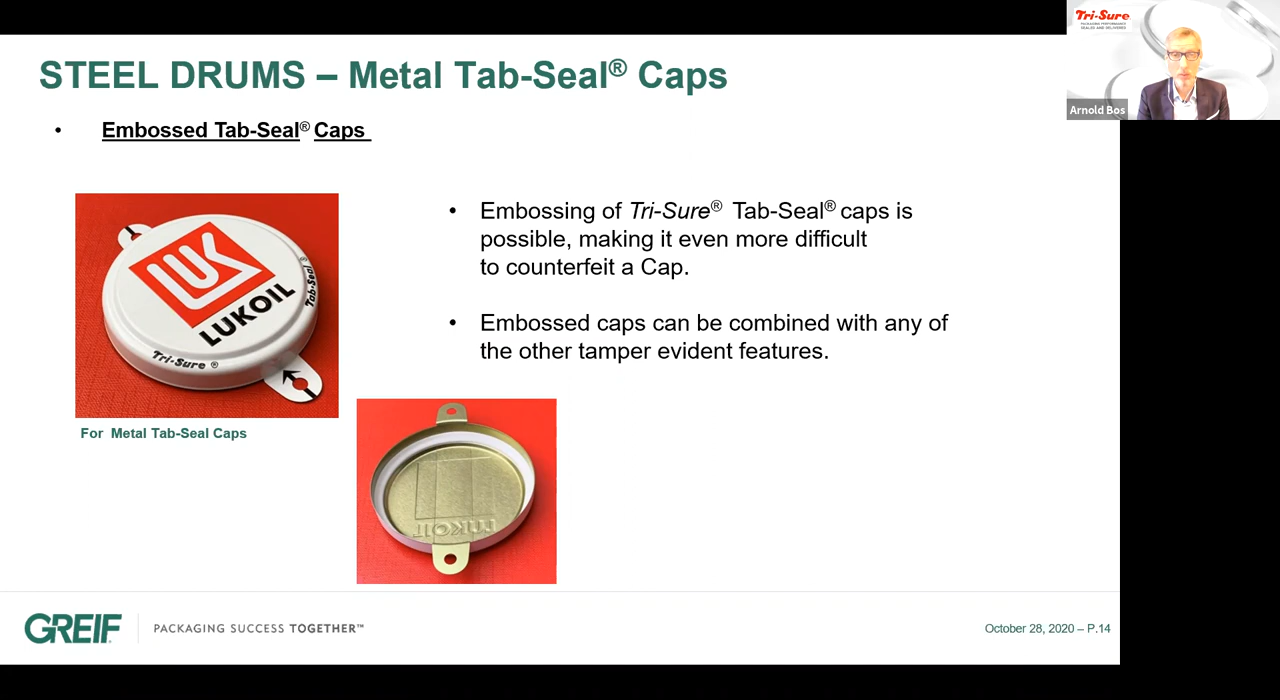 Tri-Sure
STEEL DRUMS – Metal Tab-Seal® Caps
Arnold Bos
• Embossed Tab-Seal® Caps
LUKOIL
Tab-Seal ®
Tri-Sure ®
For Metal Tab-Seal Caps
• Embossing of Tri-Sure® Tab-Seal® caps is
possible, making it even more difficult
to counterfeit a Cap.
• Embossed caps can be combined with any of
the other tamper evident features.
LUKOIL
GREIF
PACKAGING SUCCESS TOGETHER™
October 28, 2020 – P.14